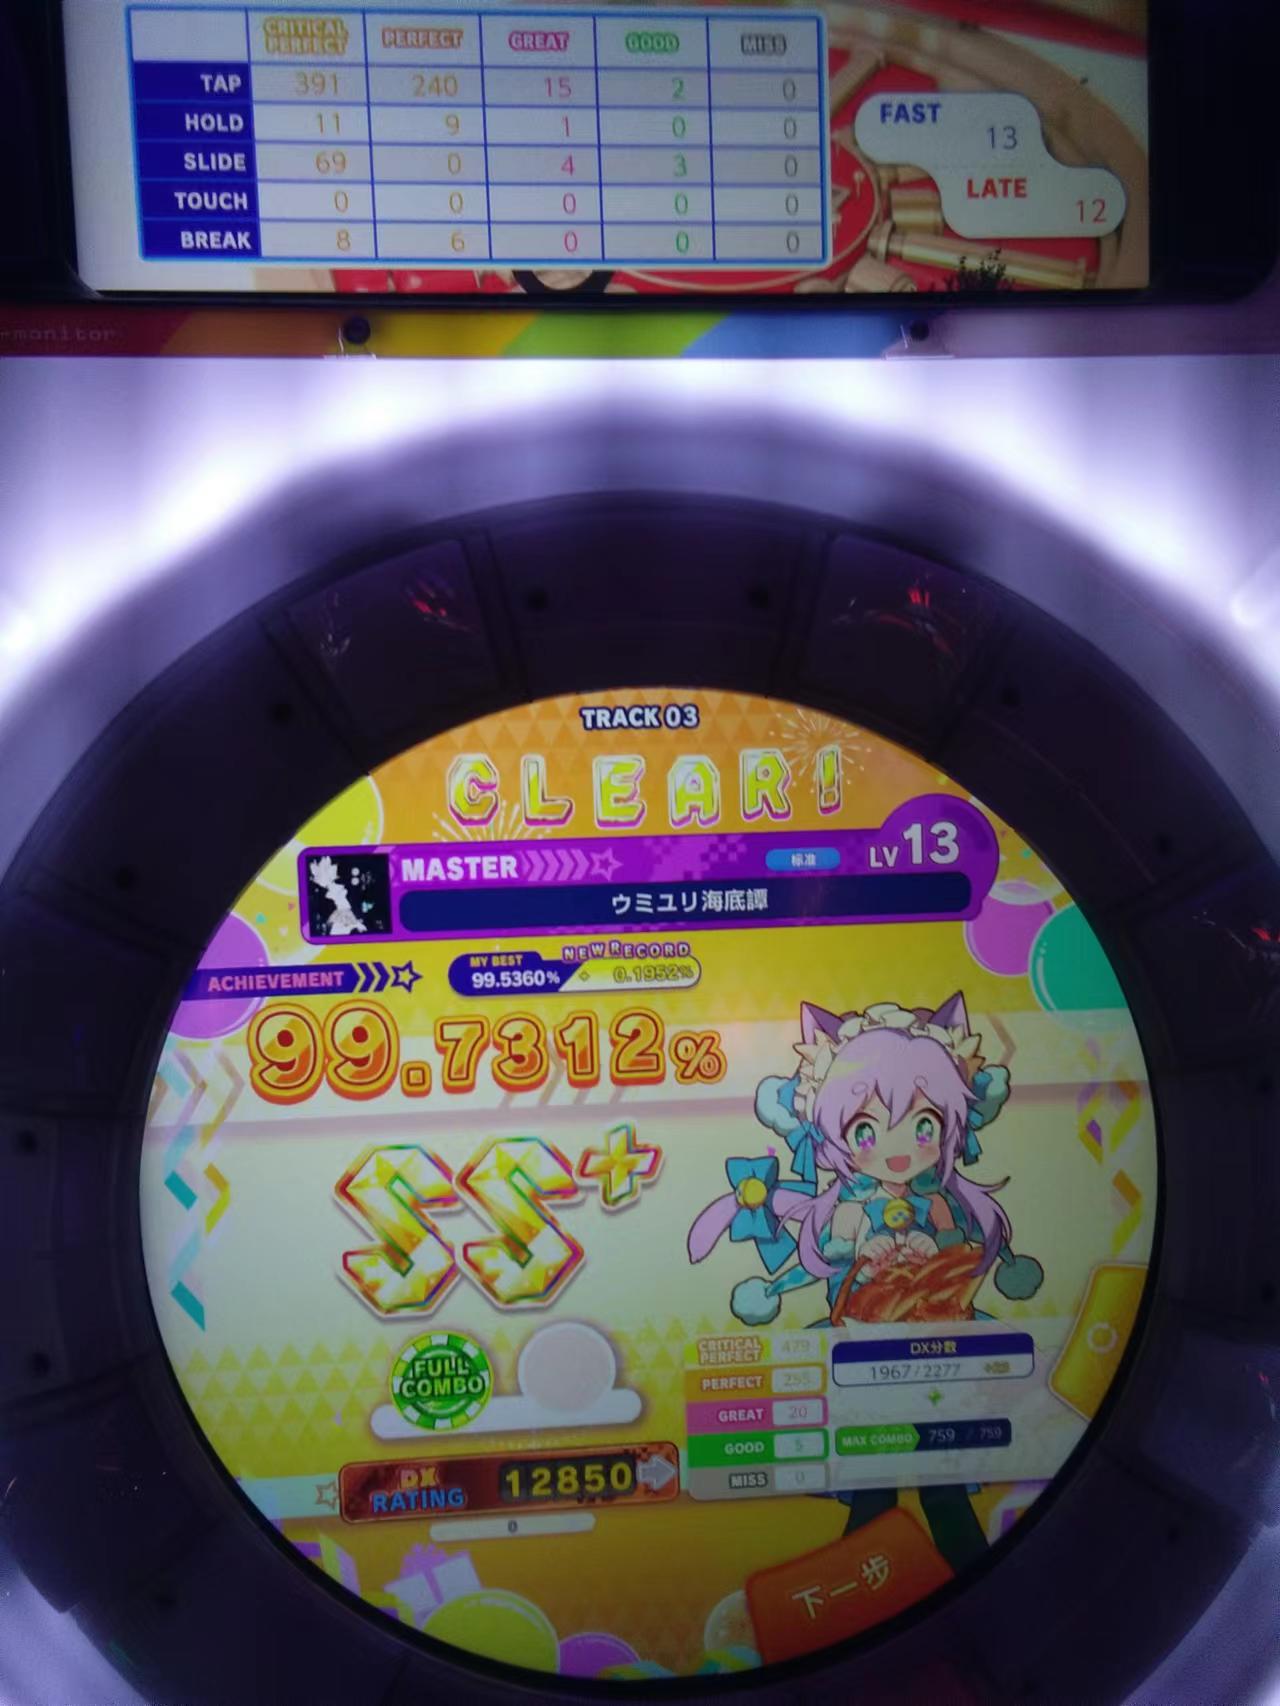 CRITICAL PERFECT PERFECT GREAT GOOD MISS
TAP 391 240 15 2 0
HOLD 11 9 1 0 0
SLIDE 69 0 4 3 0
TOUCH 0 0 0 0 0
BREAK 8 6 0 0 0
FAST 13
LATE 12
-monitor
TRACK 03
CLEAR!
MASTER 标准 LV 13
ウミユリ海底譚
ACHIEVEMENT
MY BEST NEW RECORD
99.5360% + 0.1952%
99.7312%
SS+
FULL COMBO
CRITICAL PERFECT 479
PERFECT 255
GREAT 20
GOOD 5
MISS 0
DX分数
1967/2277
MAX COMBO 759 / 759
DX RATING 12850
0
下一步